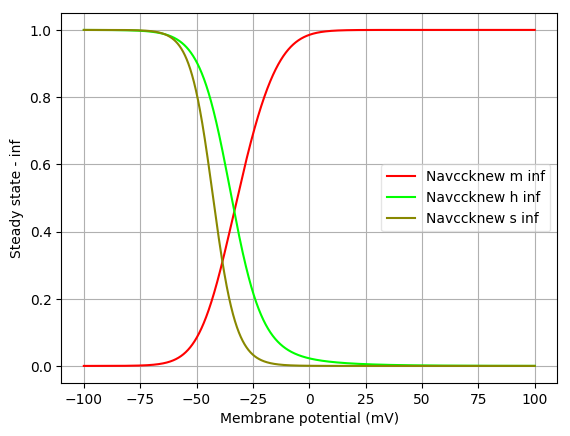 1.0
0.8
0.6
0.4
0.2
0.0
Steady state - inf
Navccknew m inf
Navccknew h inf
Navccknew s inf
−100 −75 −50 −25 0 25 50 75 100
Membrane potential (mV)